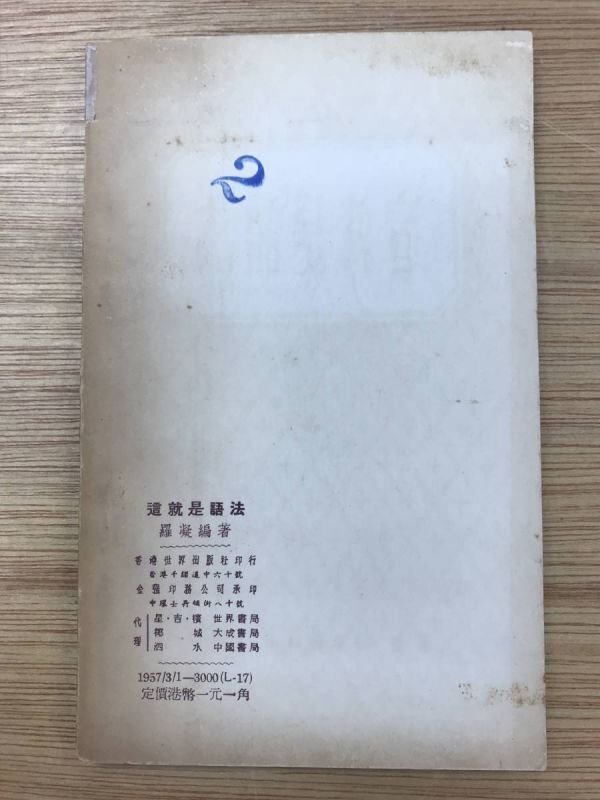 2
這就是語法
羅凝編著
香港世界出版社印行
香港干諾道中六十號
金強印務公司承印
中環士丹頓街八十號
代理
星·吉·檳 世界書局
椰城 大成書局
泗水 中國書局
1957/3/1—3000(L-17)
定價港幣一元一角